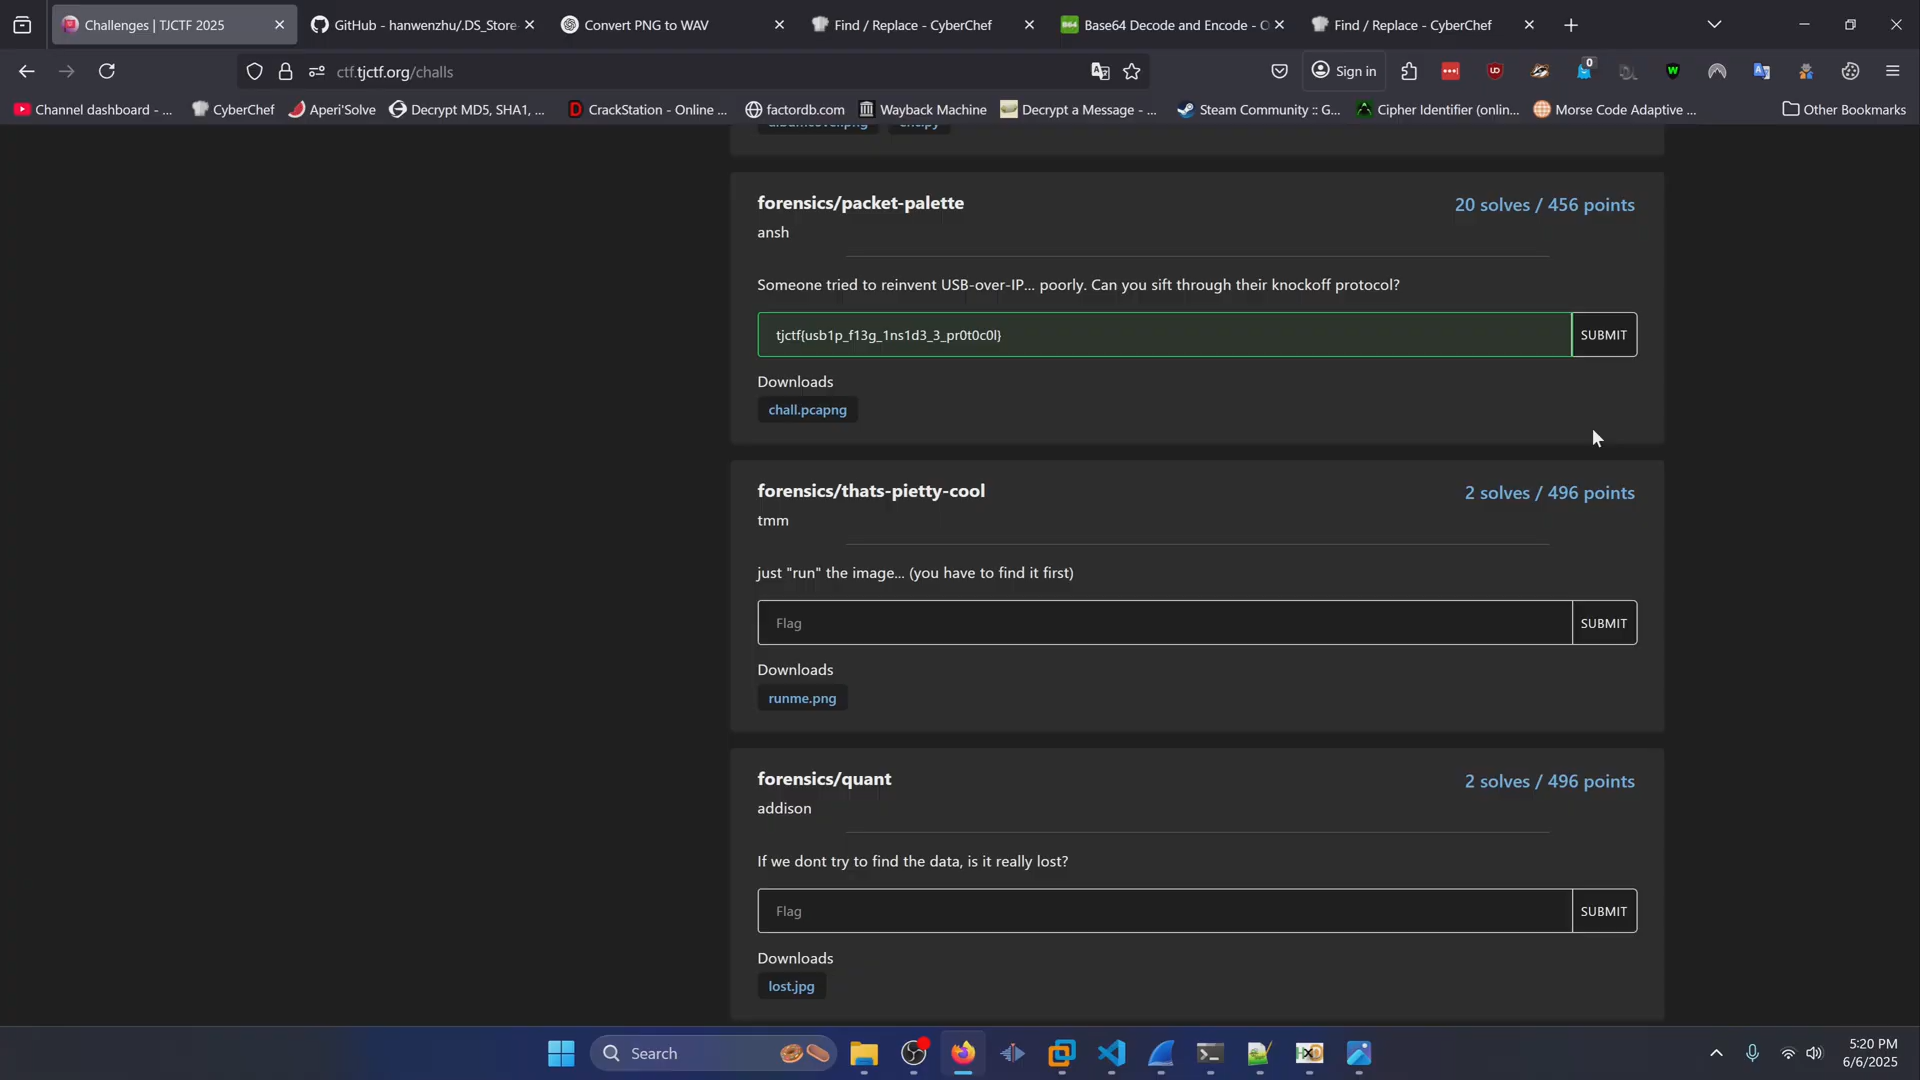 Challenges | TJCTF 2025
GitHub - hanwenzhu/.DS_Store-
Convert PNG to WAV
Find / Replace - CyberChef
Base64 Decode and Encode - O
Find / Replace - CyberChef
ctf.tjctf.org/challs
Sign in
0
Channel dashboard - ...
CyberChef
Aperi'Solve
Decrypt MD5, SHA1, ...
CrackStation - Online ...
factordb.com
Wayback Machine
Decrypt a Message - ...
Steam Community :: G...
Cipher Identifier (onlin...
Morse Code Adaptive ...
Other Bookmarks
forensics/packet-palette
20 solves / 456 points
ansh
Someone tried to reinvent USB-over-IP... poorly. Can you sift through their knockoff protocol?
tjctf{usb1p_f13g_1ns1d3_3_pr0t0c0l}
SUBMIT
Downloads
chall.pcapng
forensics/thats-pietty-cool
2 solves / 496 points
tmm
just "run" the image... (you have to find it first)
Flag
SUBMIT
Downloads
runme.png
forensics/quant
2 solves / 496 points
addison
If we dont try to find the data, is it really lost?
Flag
SUBMIT
Downloads
lost.jpg
Search
5:20 PM
6/6/2025